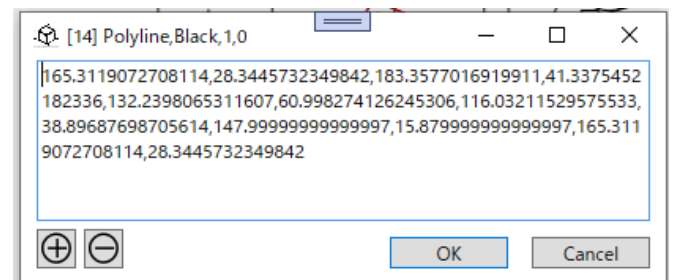 [14] Polyline,Black,1,0
165.3119072708114,28.3445732349842,183.3577016919911,41.3375452
182336,132.2398065311607,60.998274126245306,116.03211529575533,
38.89687698705614,147.99999999999997,15.879999999999997,165.311
9072708114,28.3445732349842
OK
Cancel